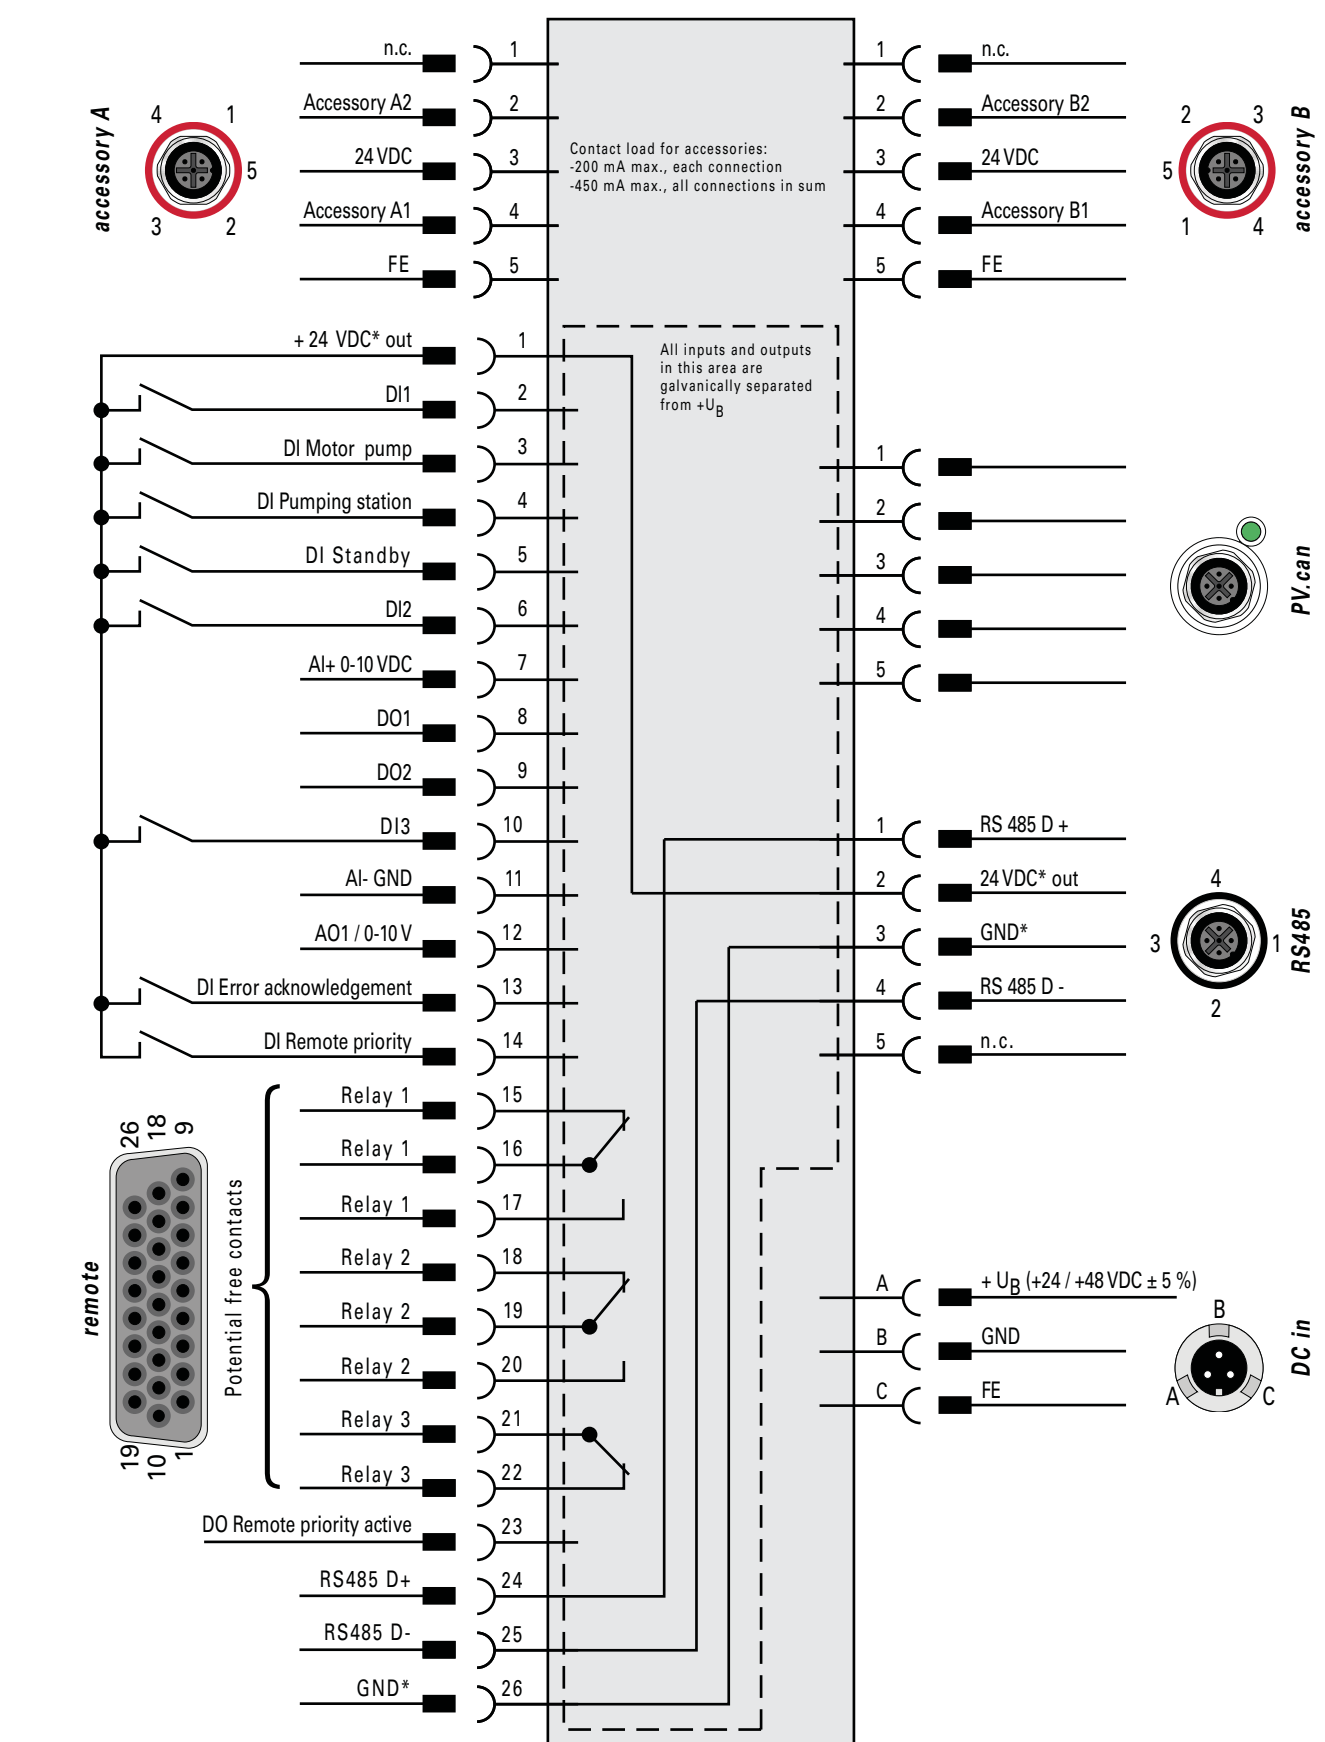 accessory A
4 1
5
3 2
n.c. 1
Accessory A2 2
24 VDC 3
Accessory A1 4
FE 5
Contact load for accessories:
-200 mA max., each connection
-450 mA max., all connections in sum
1 n.c.
2 Accessory B2
3 24 VDC
4 Accessory B1
5 FE
2 3
5
1 4
accessory B
+ 24 VDC* out 1
DI1 2
DI Motor pump 3
DI Pumping station 4
DI Standby 5
DI2 6
AI+ 0-10 VDC 7
DO1 8
DO2 9
DI3 10
AI- GND 11
AO1 / 0-10 V 12
DI Error acknowledgement 13
DI Remote priority 14
Relay 1 15
Relay 1 16
Relay 1 17
Relay 2 18
Relay 2 19
Relay 2 20
Relay 3 21
Relay 3 22
DO Remote priority active 23
RS485 D+ 24
RS485 D- 25
GND* 26
remote
26 18 9
19 10 1
Potential free contacts
All inputs and outputs
in this area are
galvanically separated
from +UB
1
2
3
4
5
PV.can
1 RS 485 D +
2 24 VDC* out
3 GND*
4 RS 485 D -
5 n.c.
4
3 1
2
RS485
A + UB (+24 / +48 VDC ± 5 %)
B GND
C FE
B
A C
DC in